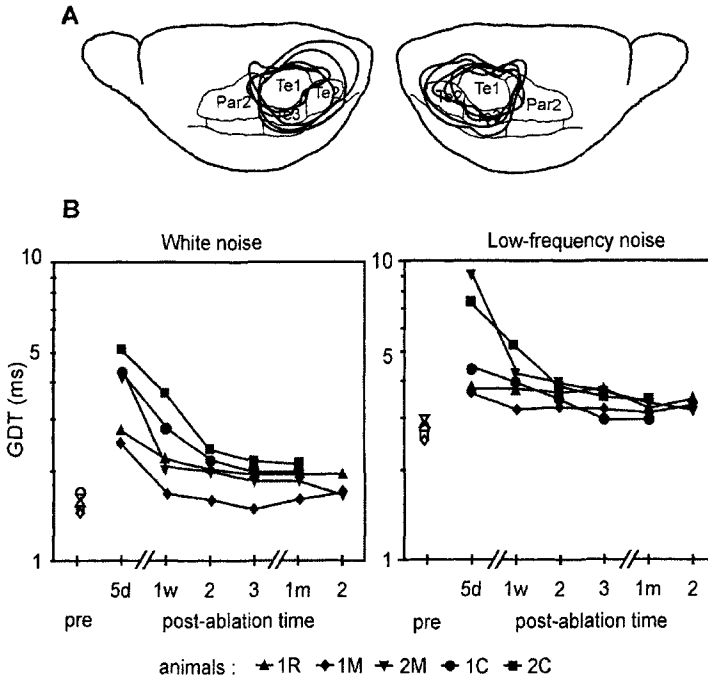 A
Par2 Te1 Te2
Te3
Te1 Par2
Te2
B
White noise
Low-frequency noise
GDT (ms)
10
5
2
1
10
5
2
1
5d 1w 2 3 1m 2
5d 1w 2 3 1m 2
pre post-ablation time
pre post-ablation time
animals : 1R 1M 2M 1C 2C